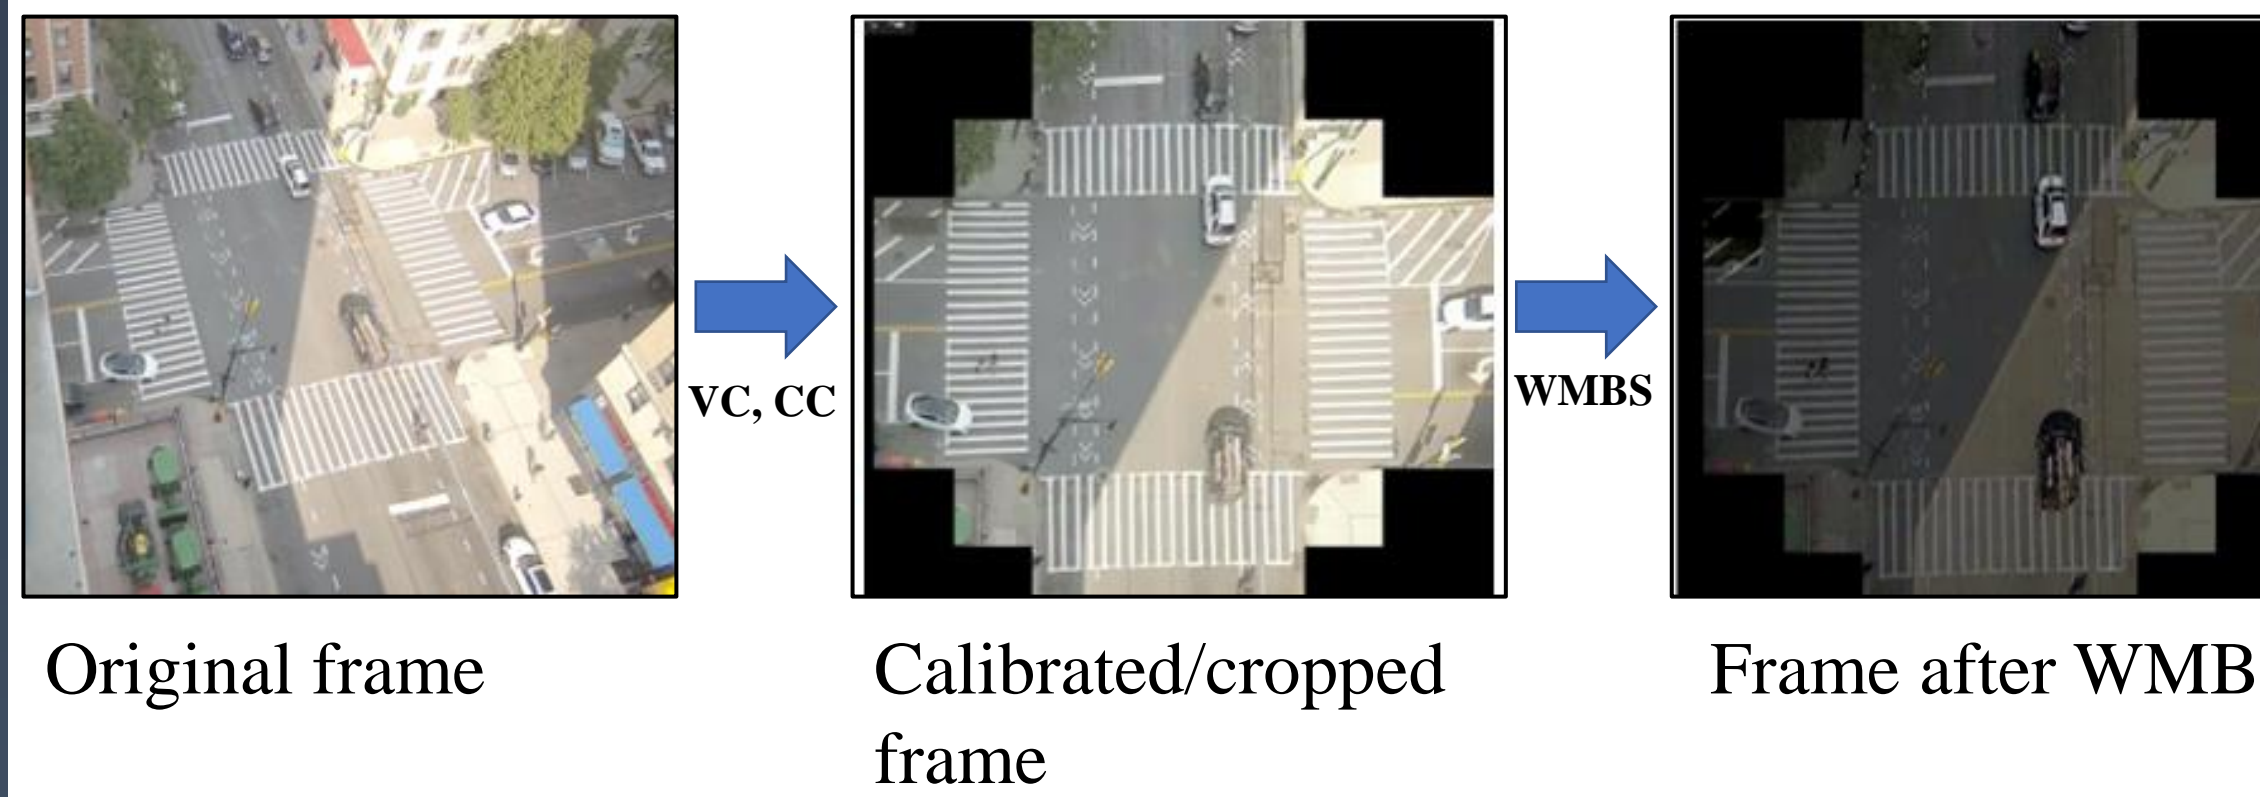 VC, CC
WMBS
Original frame
Calibrated/cropped
frame
Frame after WMB